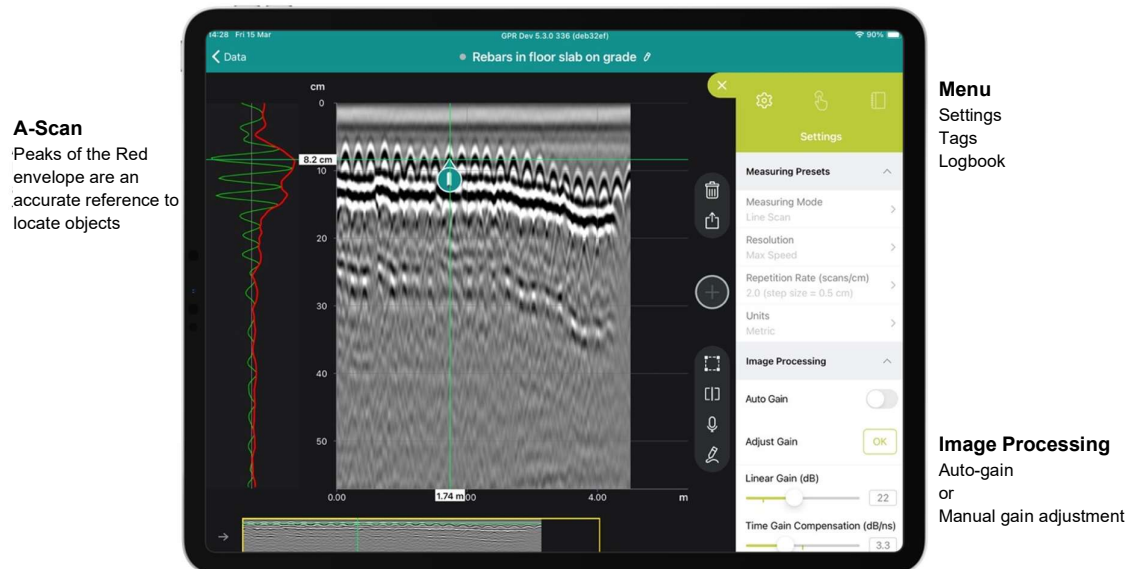 14:28 Fri 15 Mar
GPR Dev 5.3.0 336 (deb32ef)
90%
Data
Rebars in floor slab on grade
A-Scan
Peaks of the Red
envelope are an
accurate reference to
locate objects
cm
0
8.2 cm
10
20
30
40
50
0.00
1.74 m
00
4.00
m
Settings
Measuring Presets
Measuring Mode
Line Scan
Resolution
Max Speed
Repetition Rate (scans/cm)
2.0 (step size = 0.5 cm)
Units
Metric
Image Processing
Auto Gain
Adjust Gain
OK
Linear Gain (dB)
22
Time Gain Compensation (dB/ns)
3.3
Menu
Settings
Tags
Logbook
Image Processing
Auto-gain
or
Manual gain adjustment